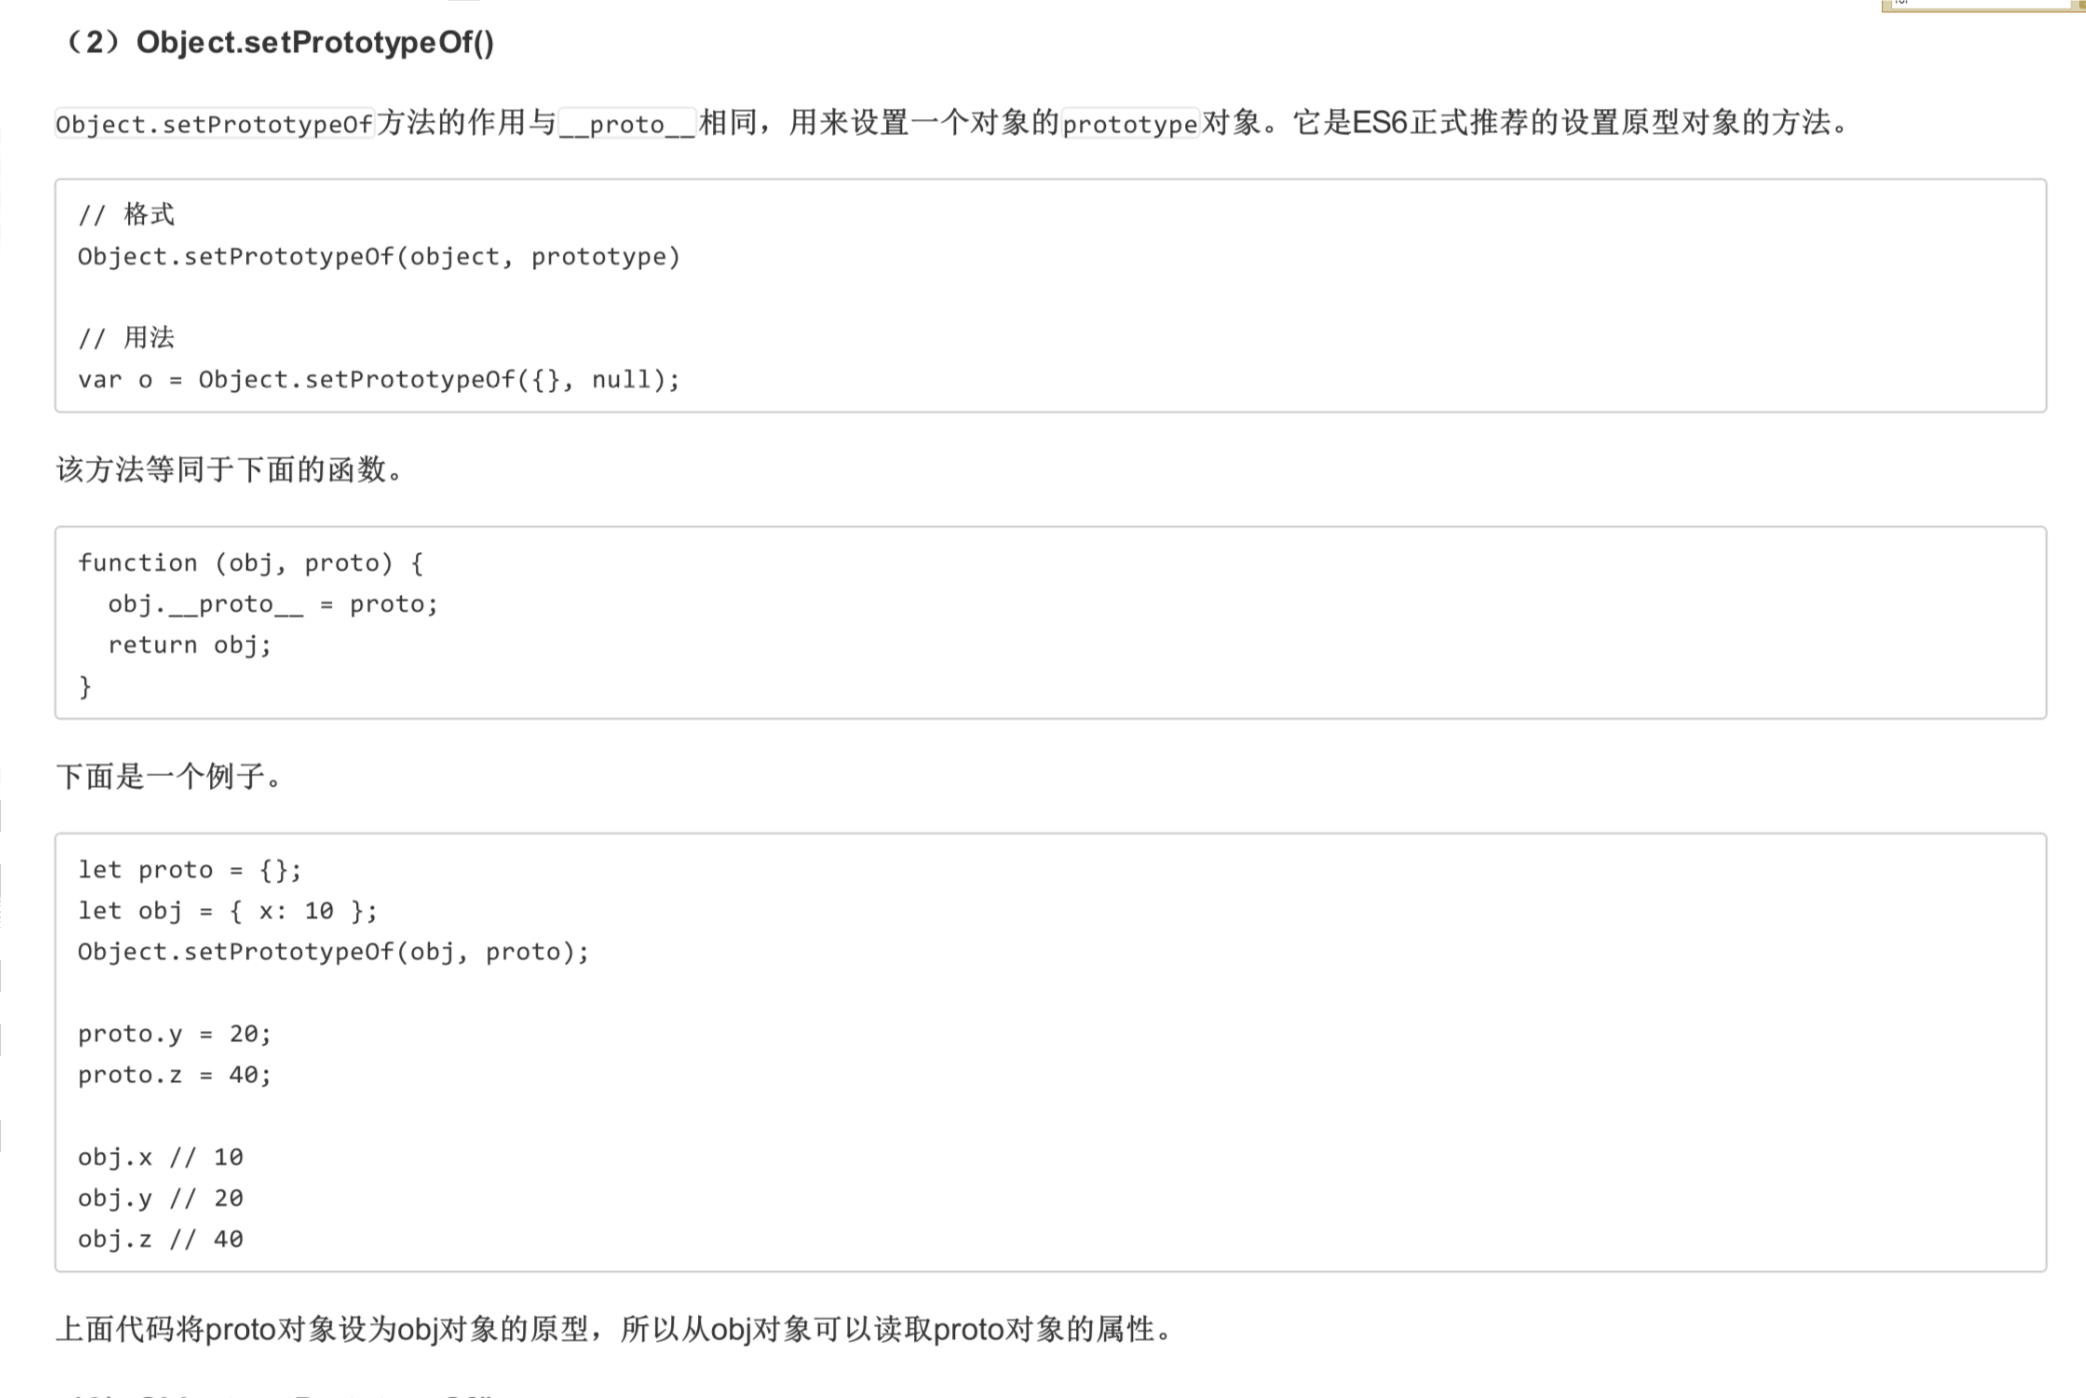 （2）Object.setPrototypeOf()
Object.setPrototypeOf方法的作用与__proto__相同，用来设置一个对象的prototype对象。它是ES6正式推荐的设置原型对象的方法。
// 格式
Object.setPrototypeOf(object, prototype)
// 用法
var o = Object.setPrototypeOf({}, null);
该方法等同于下面的函数。
function (obj, proto) {
  obj.__proto__ = proto;
  return obj;
}
下面是一个例子。
let proto = {};
let obj = { x: 10 };
Object.setPrototypeOf(obj, proto);
proto.y = 20;
proto.z = 40;
obj.x // 10
obj.y // 20
obj.z // 40
上面代码将proto对象设为obj对象的原型，所以从obj对象可以读取proto对象的属性。